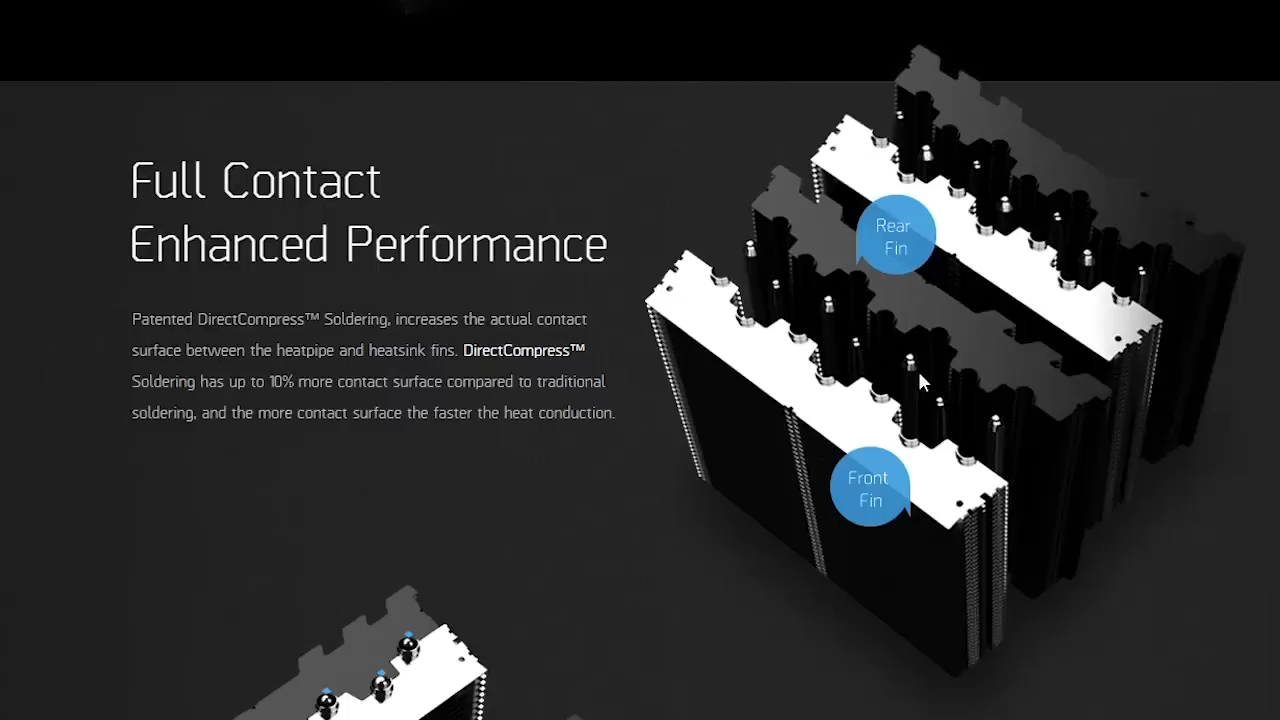 Full Contact
Enhanced Performance
Patented DirectCompress™ Soldering, increases the actual contact
surface between the heatpipe and heatsink fins. DirectCompress™
Soldering has up to 10% more contact surface compared to traditional
soldering, and the more contact surface the faster the heat conduction.
Rear
Fin
Front
Fin